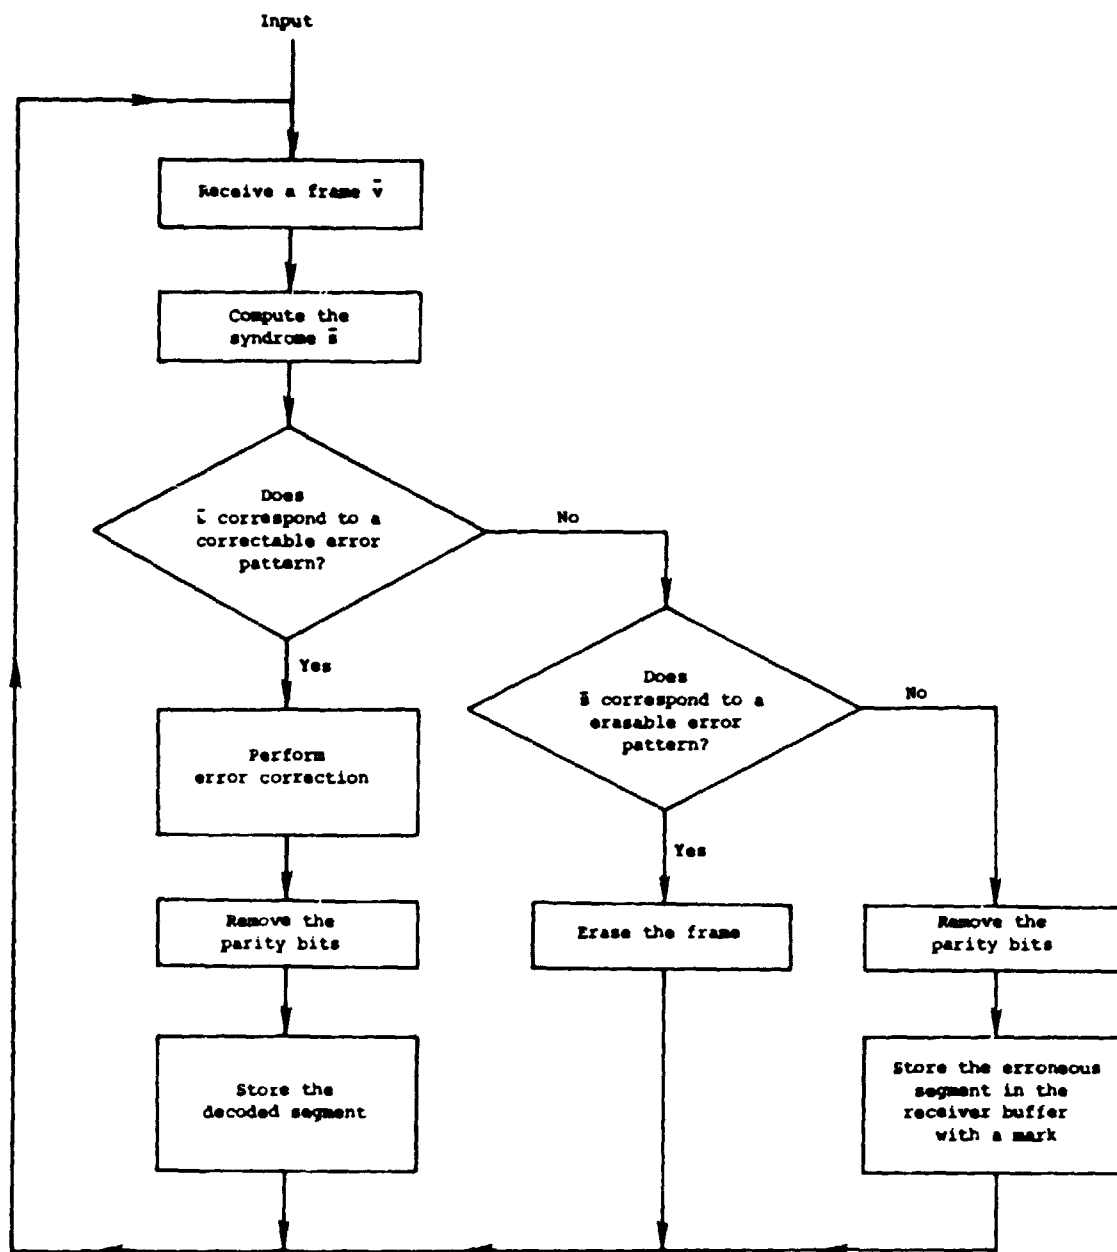 Input
Receive a frame v̄
Compute the
syndrome s̄
Does
s̄ correspond to a
correctable error
pattern?
No
Yes
Does
s̄ correspond to a
erasable error
pattern?
No
Perform
error correction
Yes
Remove the
parity bits
Erase the frame
Remove the
parity bits
Store the
decoded segment
Store the erroneous
segment in the
receiver buffer
with a mark